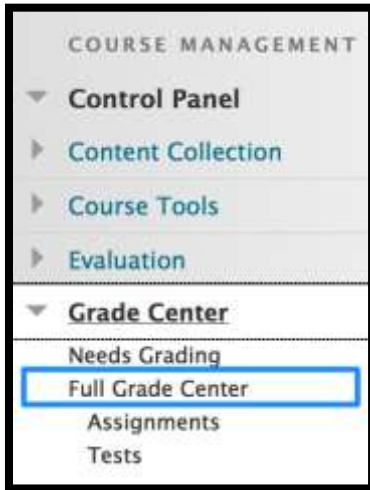 COURSE MANAGEMENT
Control Panel
Content Collection
Course Tools
Evaluation
Grade Center
Needs Grading
Full Grade Center
Assignments
Tests